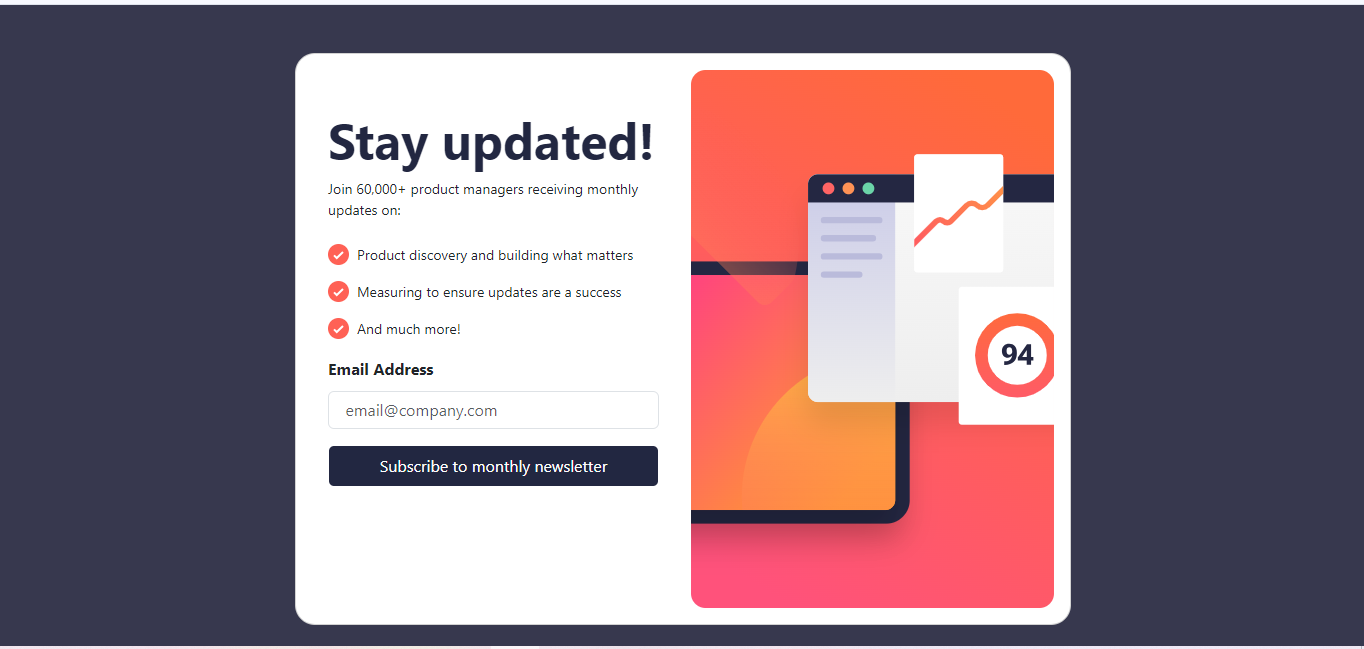 Stay updated!
Join 60,000+ product managers receiving monthly
updates on:
Product discovery and building what matters
Measuring to ensure updates are a success
And much more!
Email Address
email@company.com
Subscribe to monthly newsletter
94